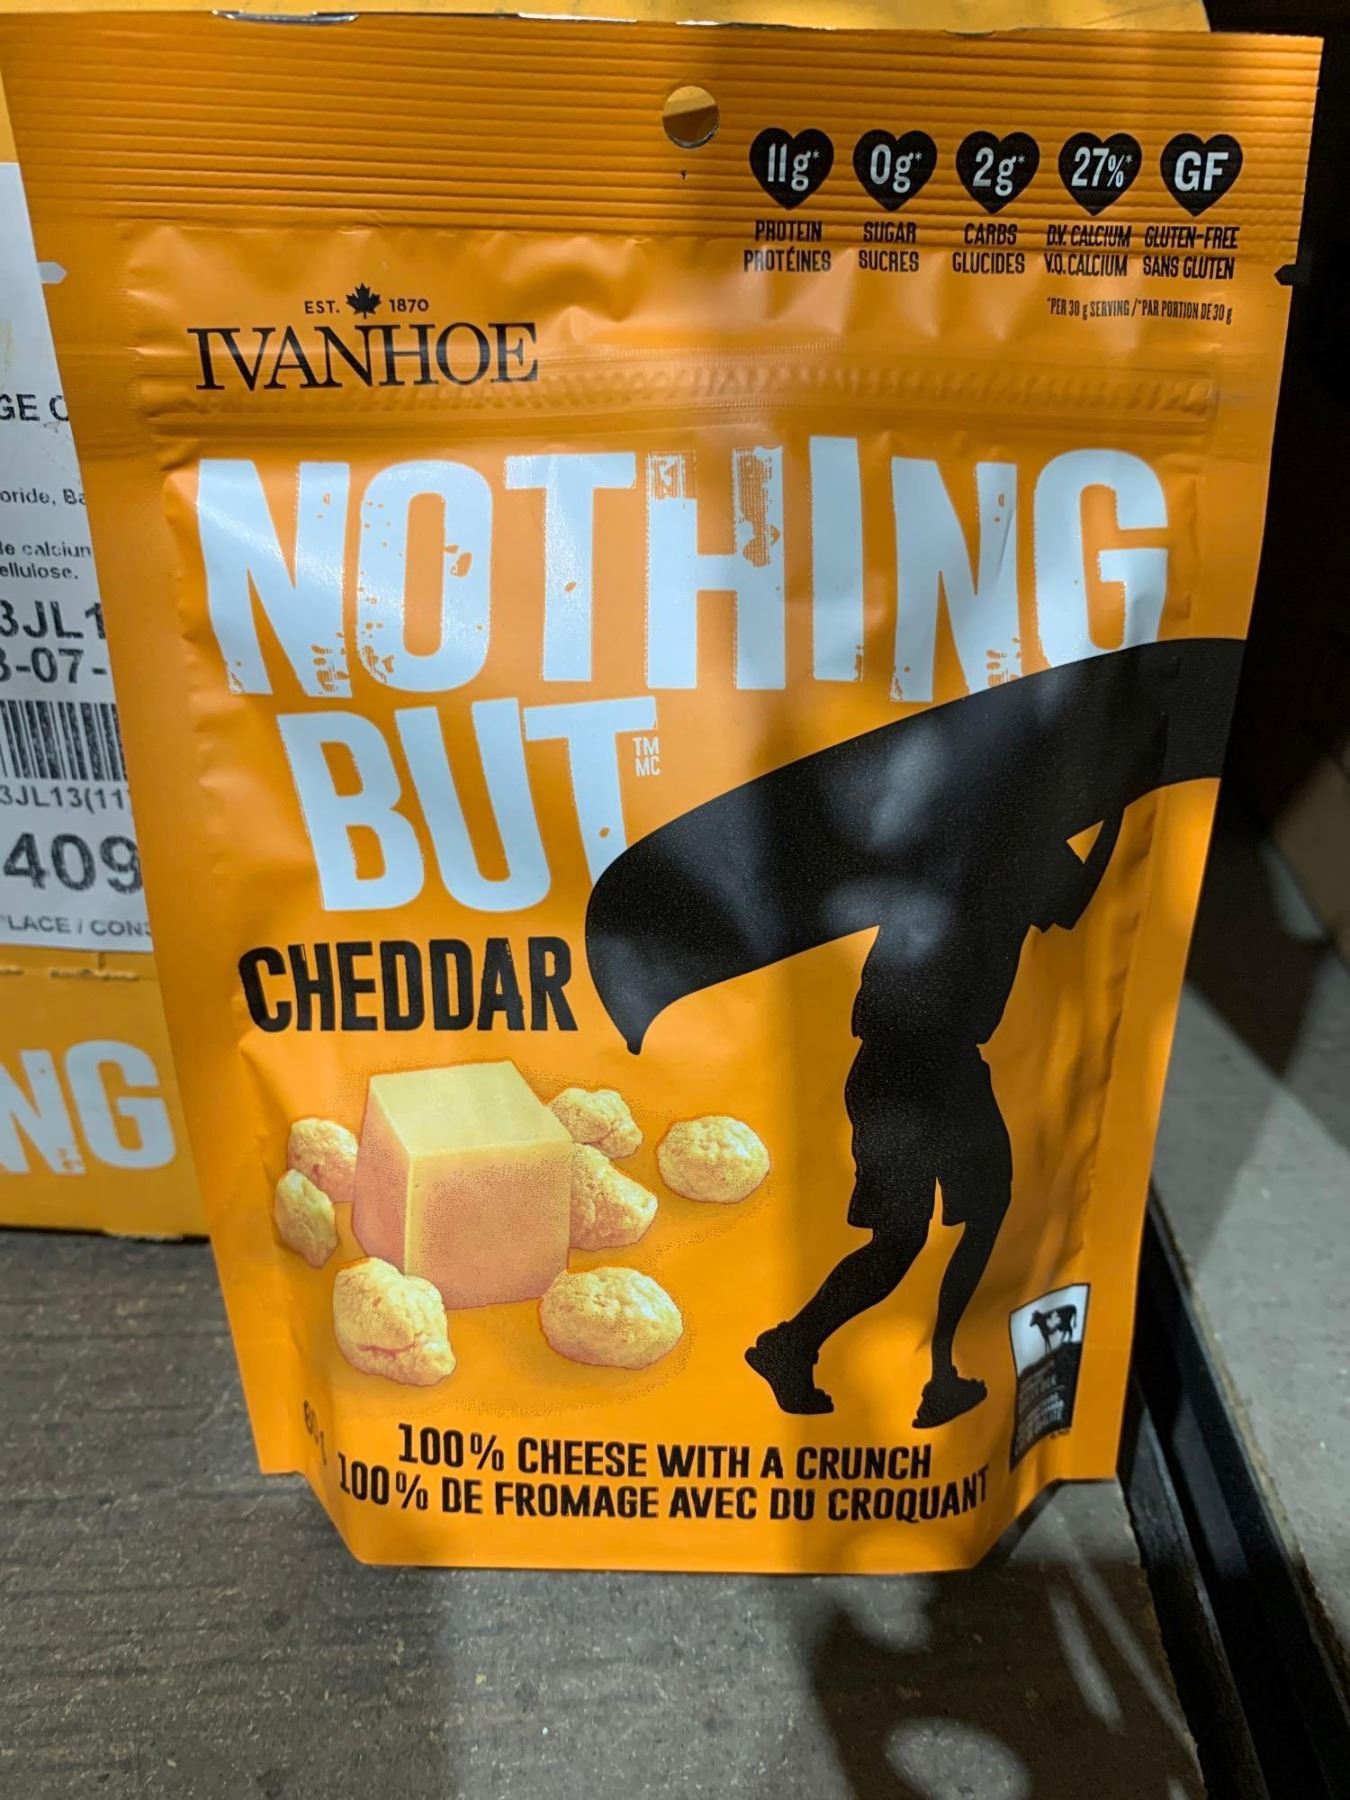 11g*
0g*
2g*
27%*
GF
PROTEIN
PROTÉINES
SUGAR
SUCRES
CARBS
GLUCIDES
D.V. CALCIUM
V.Q. CALCIUM
GLUTEN-FREE
SANS GLUTEN
*PER 30 g SERVING / *PAR PORTION DE 30 g
EST. 1870
IVANHOE
NOTHING
BUT
TM
MC
CHEDDAR
100% CHEESE WITH A CRUNCH
100% DE FROMAGE AVEC DU CROQUANT
GE C
oride, Ba
le calciun
ellulose.
3JL1
3-07-
3JL13(11
409
LACE / CONS
NG